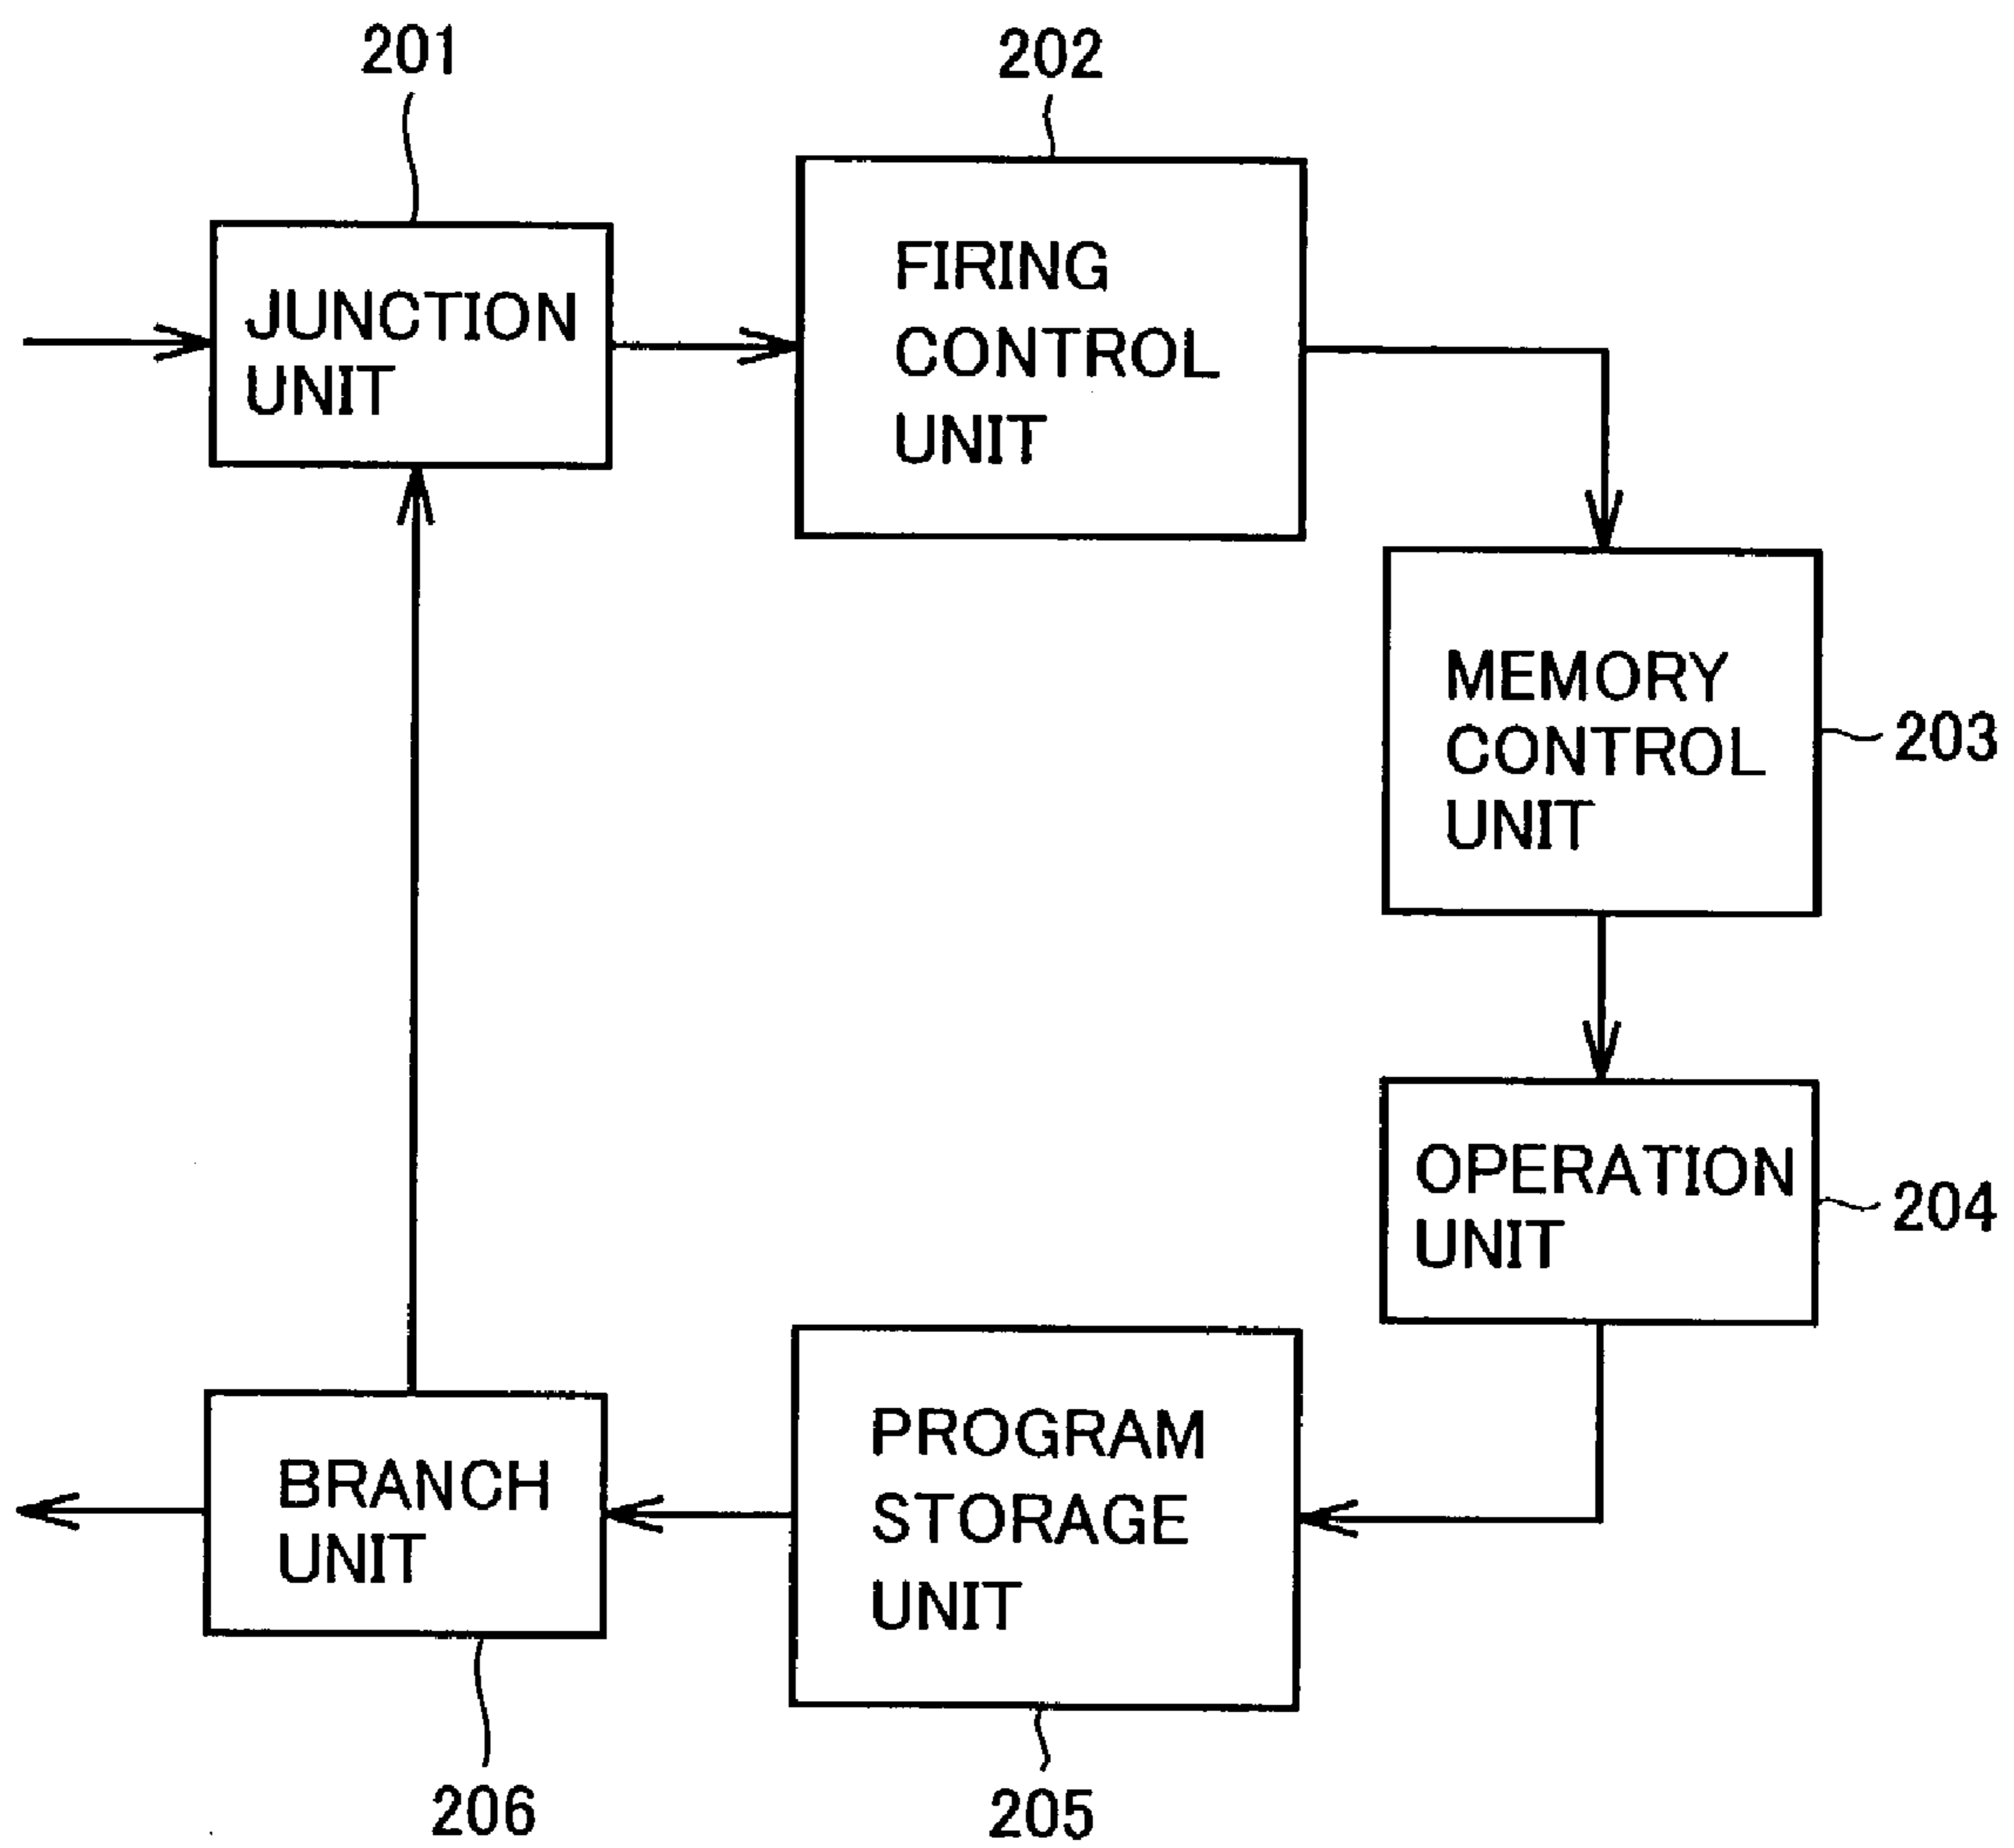 201
202
JUNCTION
UNIT
FIRING
CONTROL
UNIT
MEMORY
CONTROL
UNIT
203
OPERATION
UNIT
204
PROGRAM
STORAGE
UNIT
205
BRANCH
UNIT
206